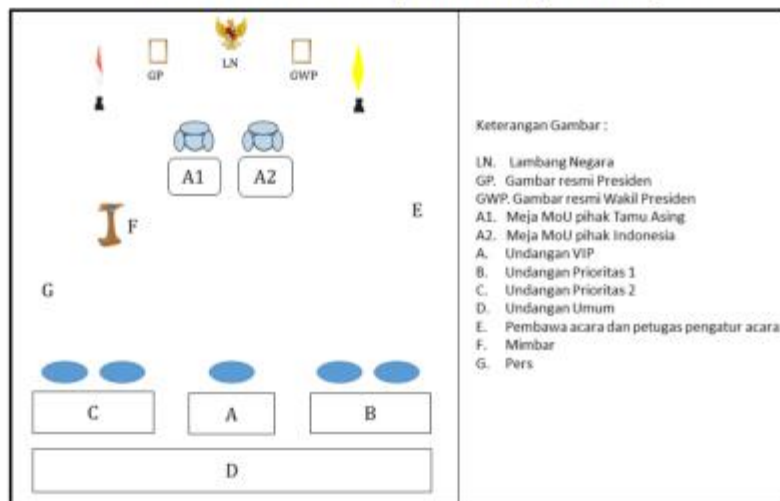 LN
GP
GWP
A1
A2
F
E
G
C
A
B
D
Keterangan Gambar :
LN. Lambang Negara
GP. Gambar resmi Presiden
GWP. Gambar resmi Wakil Presiden
A1. Meja MoU pihak Tamu Asing
A2. Meja MoU pihak Indonesia
A. Undangan VIP
B. Undangan Prioritas 1
C. Undangan Prioritas 2
D. Undangan Umum
E. Pembawa acara dan petugas pengatur acara
F. Mimbar
G. Pers